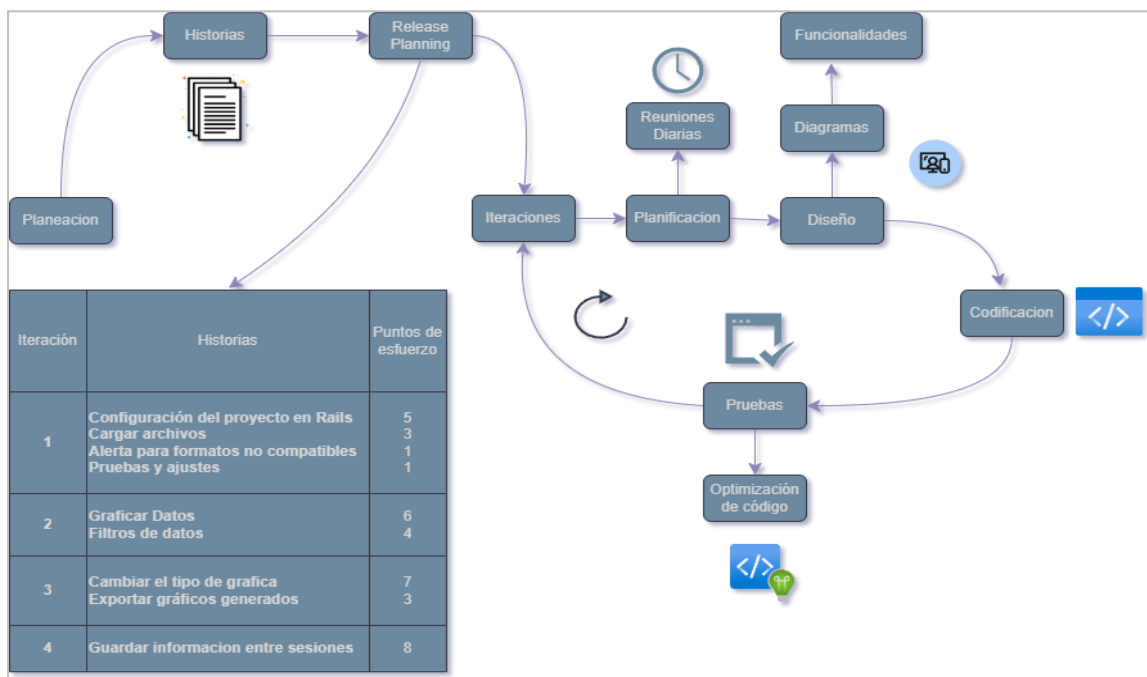 Planeacion
Historias
Release
Planning
Iteraciones
Planificacion
Reuniones
Diarias
Diseño
Diagramas
Funcionalidades
Codificacion
</>
Pruebas
Optimización
de código
</>
Iteración Historias Puntos de
esfuerzo
1
Configuración del proyecto en Rails 5
Cargar archivos 3
Alerta para formatos no compatibles 1
Pruebas y ajustes 1
2
Graficar Datos 6
Filtros de datos 4
3
Cambiar el tipo de grafica 7
Exportar gráficos generados 3
4 Guardar informacion entre sesiones 8